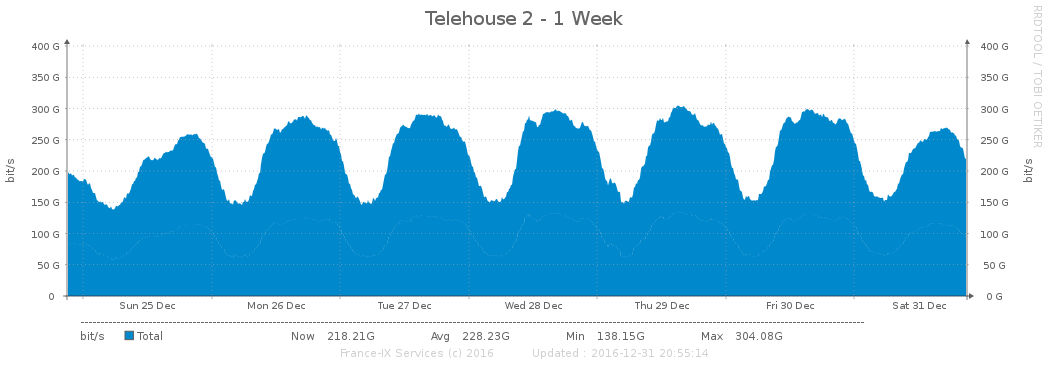 Telehouse 2 - 1 Week
RRDTOOL / TOBI OETIKER
400 G 400 G
350 G 350 G
300 G 300 G
250 G 250 G
200 G 200 G
150 G 150 G
100 G 100 G
50 G 50 G
0 0 G
bit/s bit/s
Sun 25 Dec Mon 26 Dec Tue 27 Dec Wed 28 Dec Thu 29 Dec Fri 30 Dec Sat 31 Dec
bit/s Total Now 218.21G Avg 228.23G Min 138.15G Max 304.08G
France-IX Services (c) 2016 Updated : 2016-12-31 20:55:14